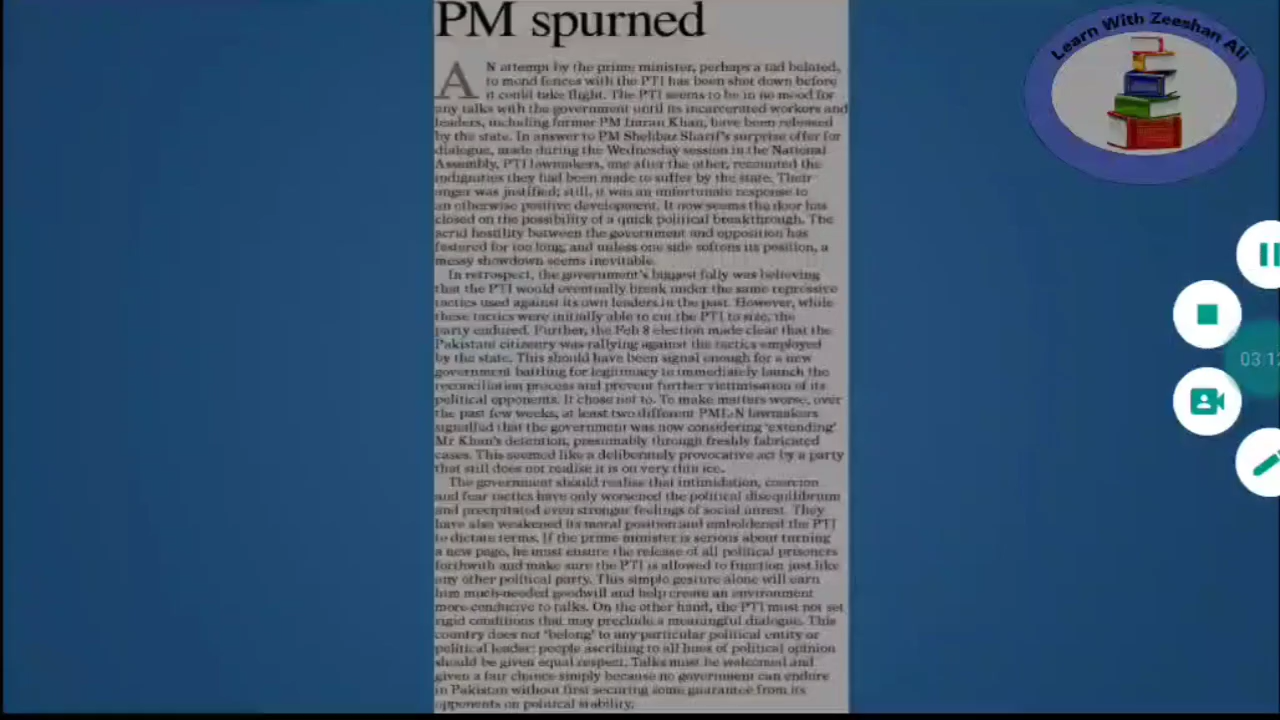 PM spurned
Learn With Zeeshan Ali
AN attempt by the prime minister, perhaps a tad belated,
to mend fences with the PTI has been shot down before
it could take flight. The PTI seems to be in no mood for
any talks with the government until its incarcerated workers and
leaders, including former PM Imran Khan, have been released
by the state. In answer to PM Shehbaz Sharif's surprise offer for
dialogue, made during the Wednesday session in the National
Assembly, PTI lawmakers, one after the other, recounted the
indignities they had been made to suffer by the state. Their
anger was justified; still, it was an unfortunate response to
an otherwise positive development. It now seems the door has
closed on the possibility of a quick political breakthrough. The
acrid hostility between the government and opposition has
festered for too long, and unless one side softens its position, a
messy showdown seems inevitable.
In retrospect, the government's biggest folly was believing
that the PTI would eventually break under the same repressive
tactics used against its own leaders in the past. However, while
these tactics were initially able to cut the PTI to size, the
party endured. Further, the Feb 8 election made clear that the
Pakistani citizenry was rallying against the tactics employed
by the state. This should have been signal enough for a new
government battling for legitimacy to immediately launch the
reconciliation process and prevent further victimisation of its
political opponents. It chose not to. To make matters worse, over
the past few weeks, at least two different PML-N lawmakers
signalled that the government was now considering 'extending'
Mr Khan's detention, presumably through freshly fabricated
cases. This seemed like a deliberately provocative act by a party
that still does not realise it is on very thin ice.
The government should realise that intimidation, coercion
and fear tactics have only worsened the political disequilibrium
and precipitated even stronger feelings of social unrest. They
have also weakened its moral position and emboldened the PTI
to dictate terms. If the prime minister is serious about turning
a new page, he must ensure the release of all political prisoners
forthwith and make sure the PTI is allowed to function just like
any other political party. This simple gesture alone will earn
him much-needed goodwill and help create an environment
more conducive to talks. On the other hand, the PTI must not set
rigid conditions that may preclude a meaningful dialogue. This
country does not 'belong' to any particular political entity or
political leader; people ascribing to all hues of political opinion
should be given equal respect. Talks must be welcomed and
given a fair chance simply because no government can endure
in Pakistan without first securing some guarantee from its
opponents on political stability.